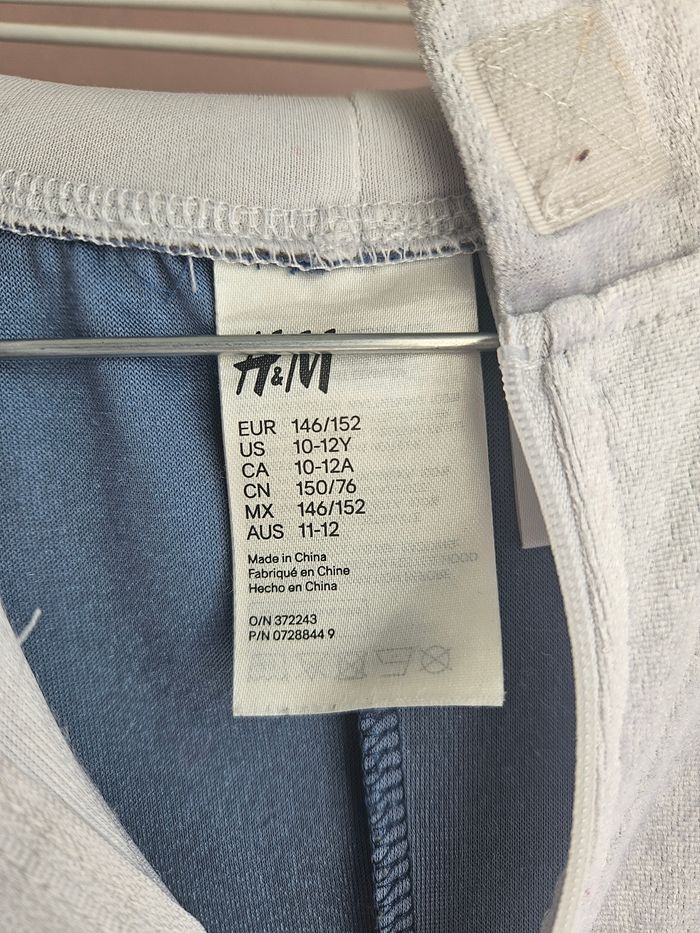 H&M
EUR 146/152
US 10-12Y
CA 10-12A
CN 150/76
MX 146/152
AUS 11-12
Made in China
Fabriqué en Chine
Hecho en China
O/N 372243
P/N 0728844 9